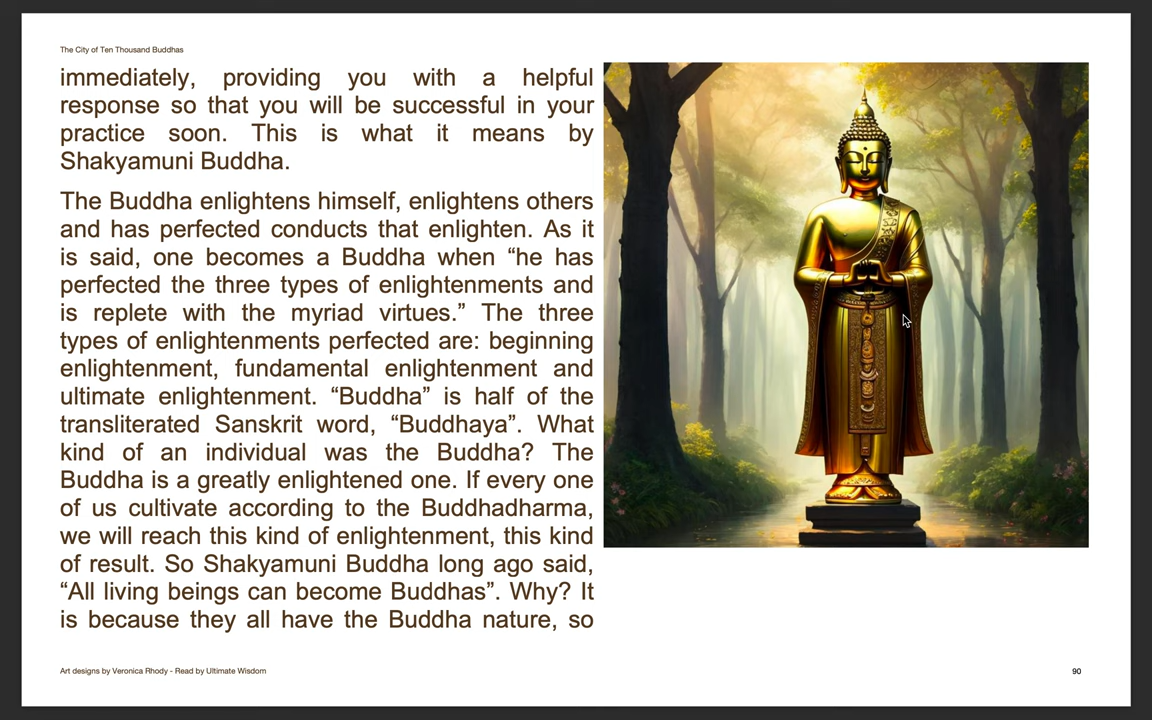 The City of Ten Thousand Buddhas
immediately, providing you with a helpful
response so that you will be successful in your
practice soon. This is what it means by
Shakyamuni Buddha.
The Buddha enlightens himself, enlightens others
and has perfected conducts that enlighten. As it
is said, one becomes a Buddha when “he has
perfected the three types of enlightenments and
is replete with the myriad virtues.” The three
types of enlightenments perfected are: beginning
enlightenment, fundamental enlightenment and
ultimate enlightenment. “Buddha” is half of the
transliterated Sanskrit word, “Buddhaya”. What
kind of an individual was the Buddha? The
Buddha is a greatly enlightened one. If every one
of us cultivate according to the Buddhadharma,
we will reach this kind of enlightenment, this kind
of result. So Shakyamuni Buddha long ago said,
“All living beings can become Buddhas”. Why? It
is because they all have the Buddha nature, so
Art designs by Veronica Rhody - Read by Ultimate Wisdom
90